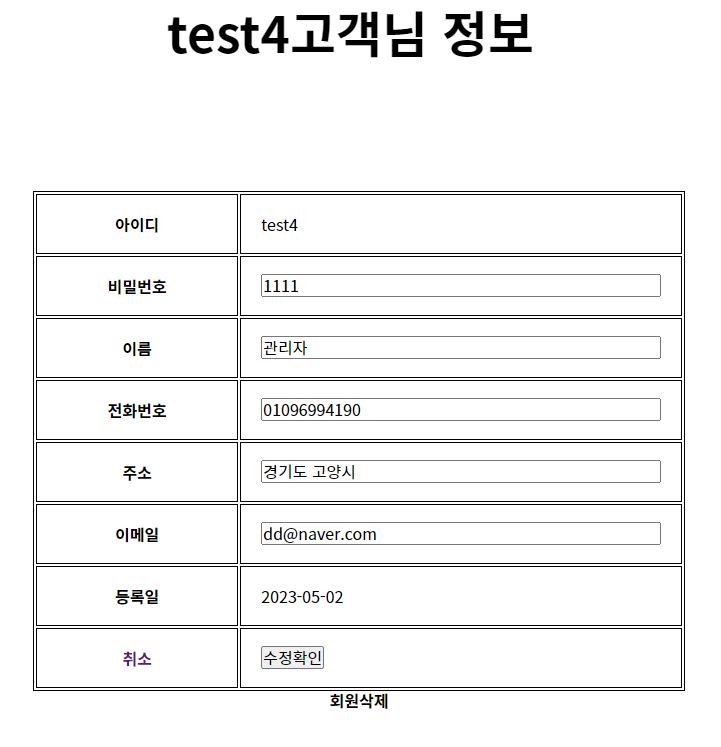 test4고객님 정보
아이디 test4
비밀번호 1111
이름 관리자
전화번호 01096994190
주소 경기도 고양시
이메일 dd@naver.com
등록일 2023-05-02
취소 수정확인
회원삭제